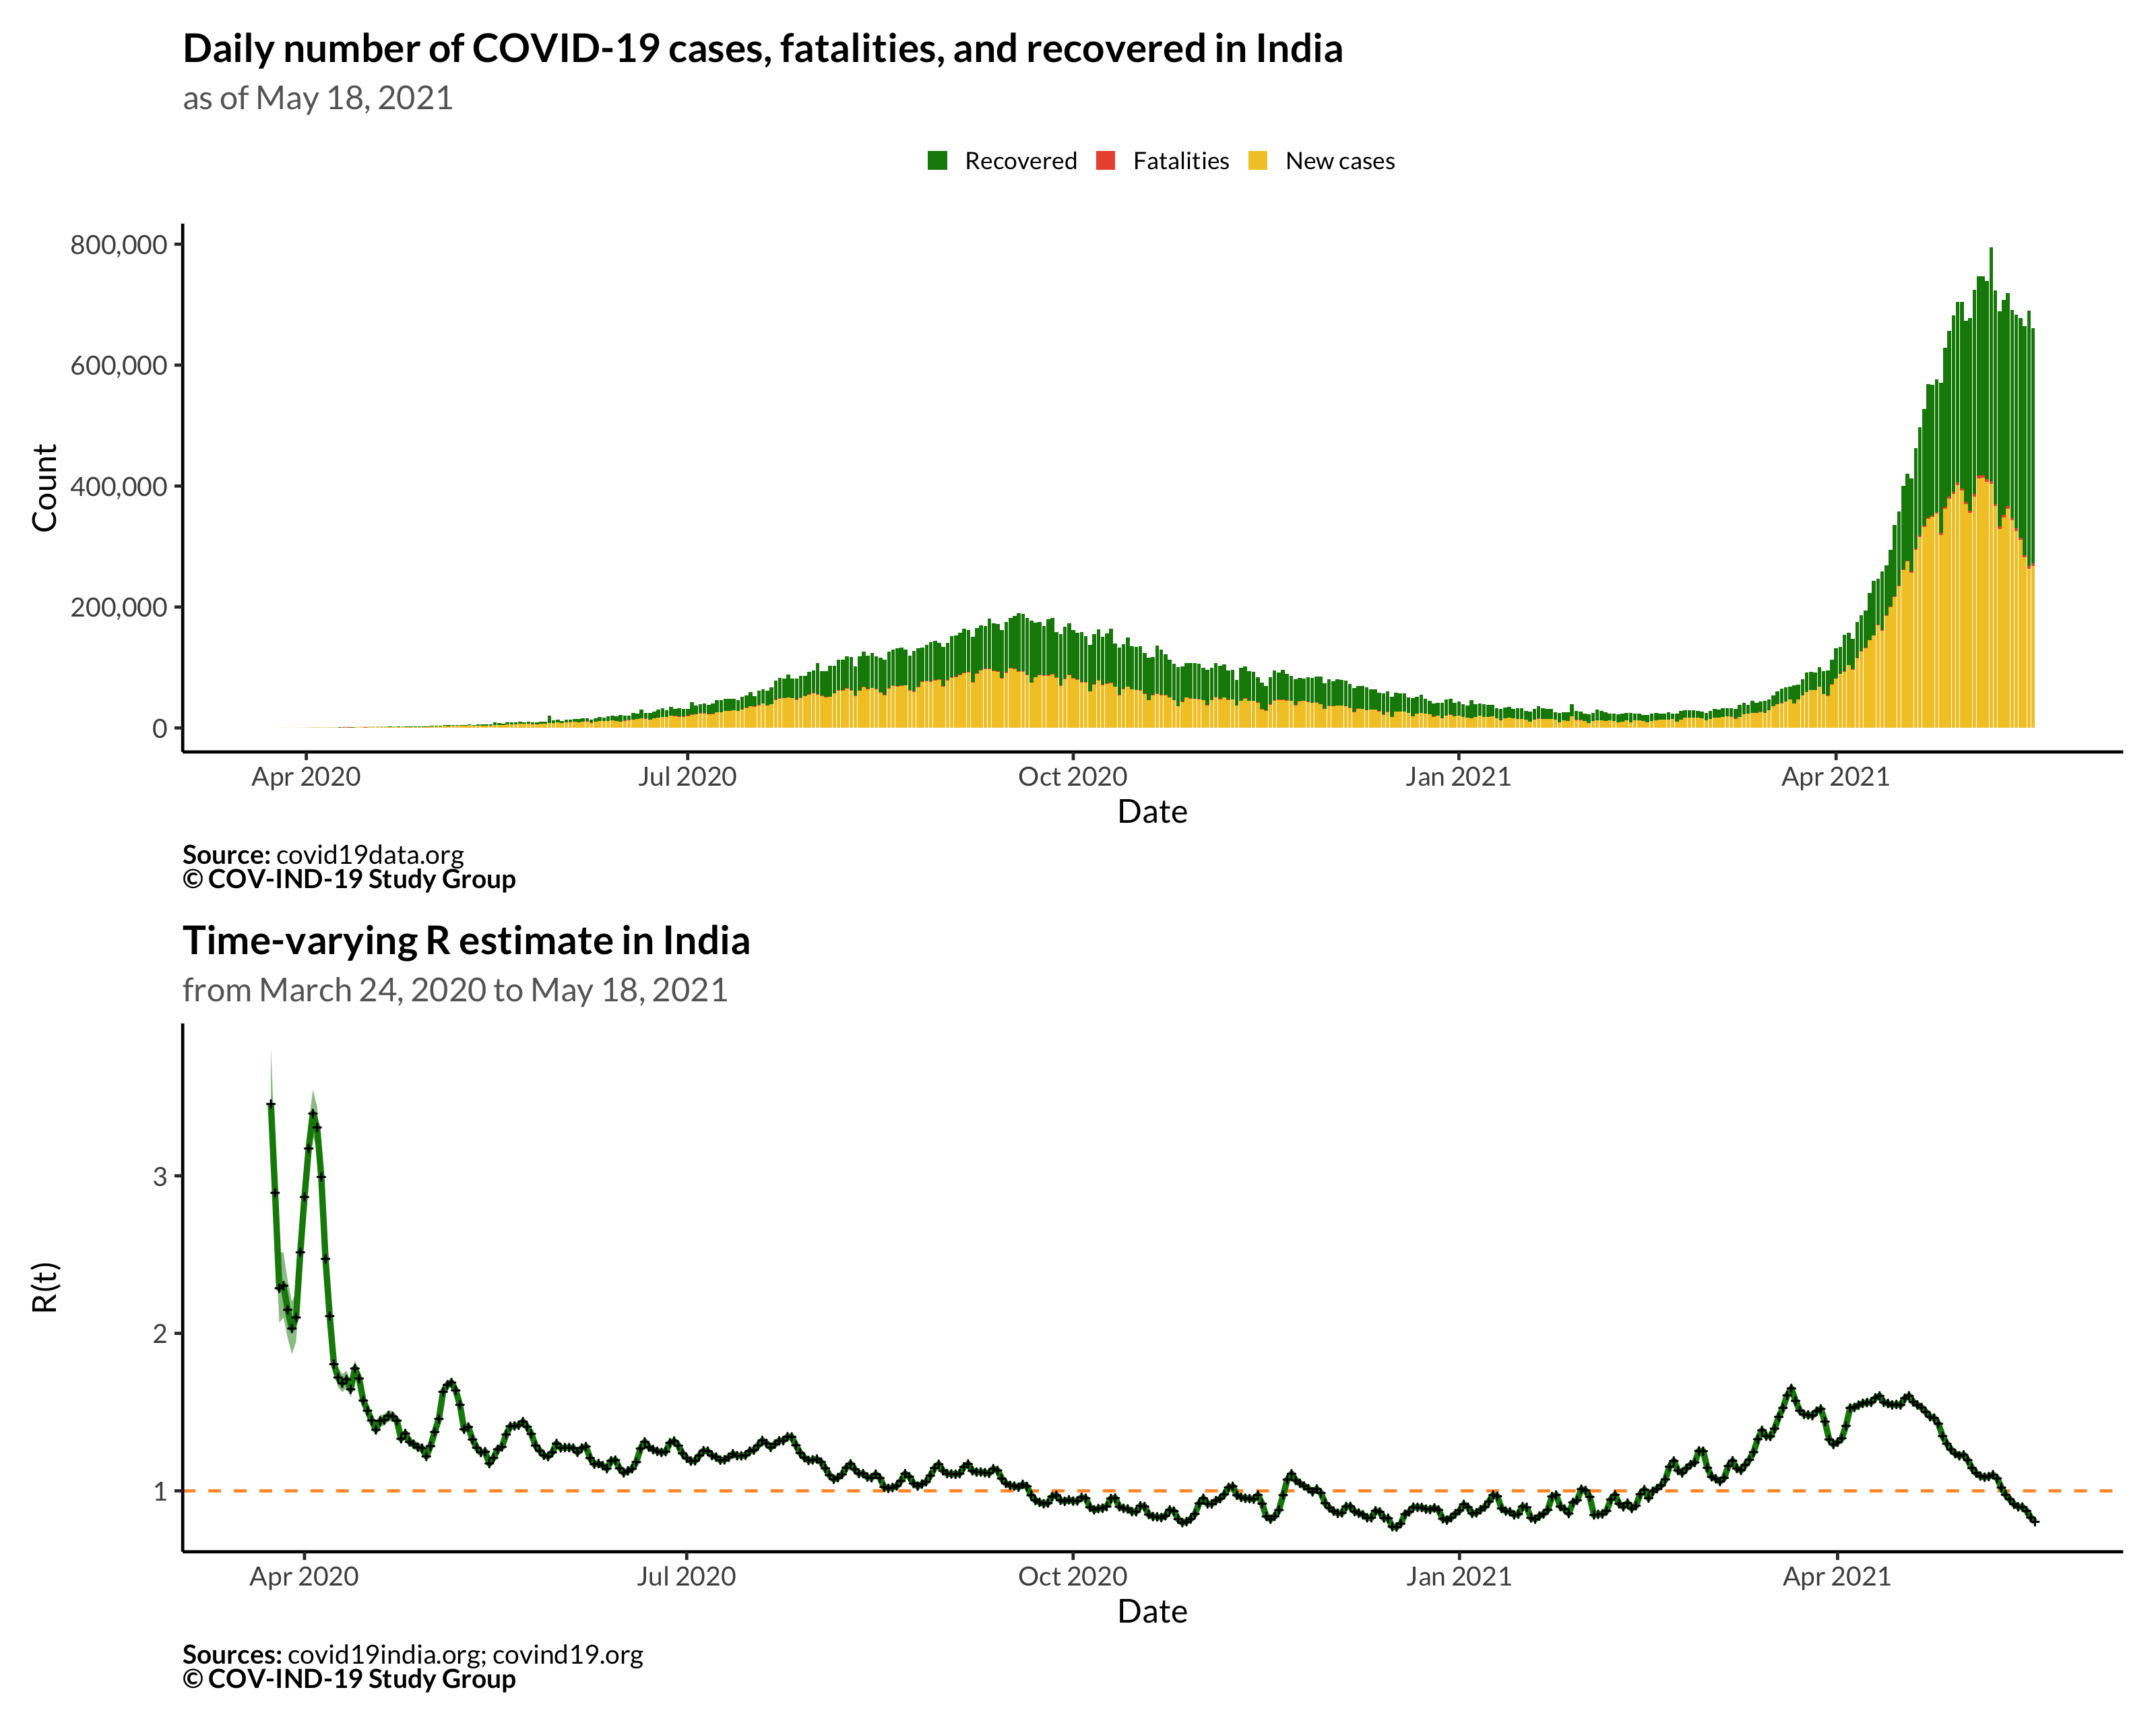 Daily number of COVID-19 cases, fatalities, and recovered in India
as of May 18, 2021
Recovered Fatalities New cases
800,000
600,000
400,000
200,000
0
Count
Apr 2020 Jul 2020 Oct 2020 Jan 2021 Apr 2021
Date
Source: covid19data.org
© COV-IND-19 Study Group
Time-varying R estimate in India
from March 24, 2020 to May 18, 2021
3
2
1
R(t)
Apr 2020 Jul 2020 Oct 2020 Jan 2021 Apr 2021
Date
Sources: covid19india.org; covind19.org
© COV-IND-19 Study Group